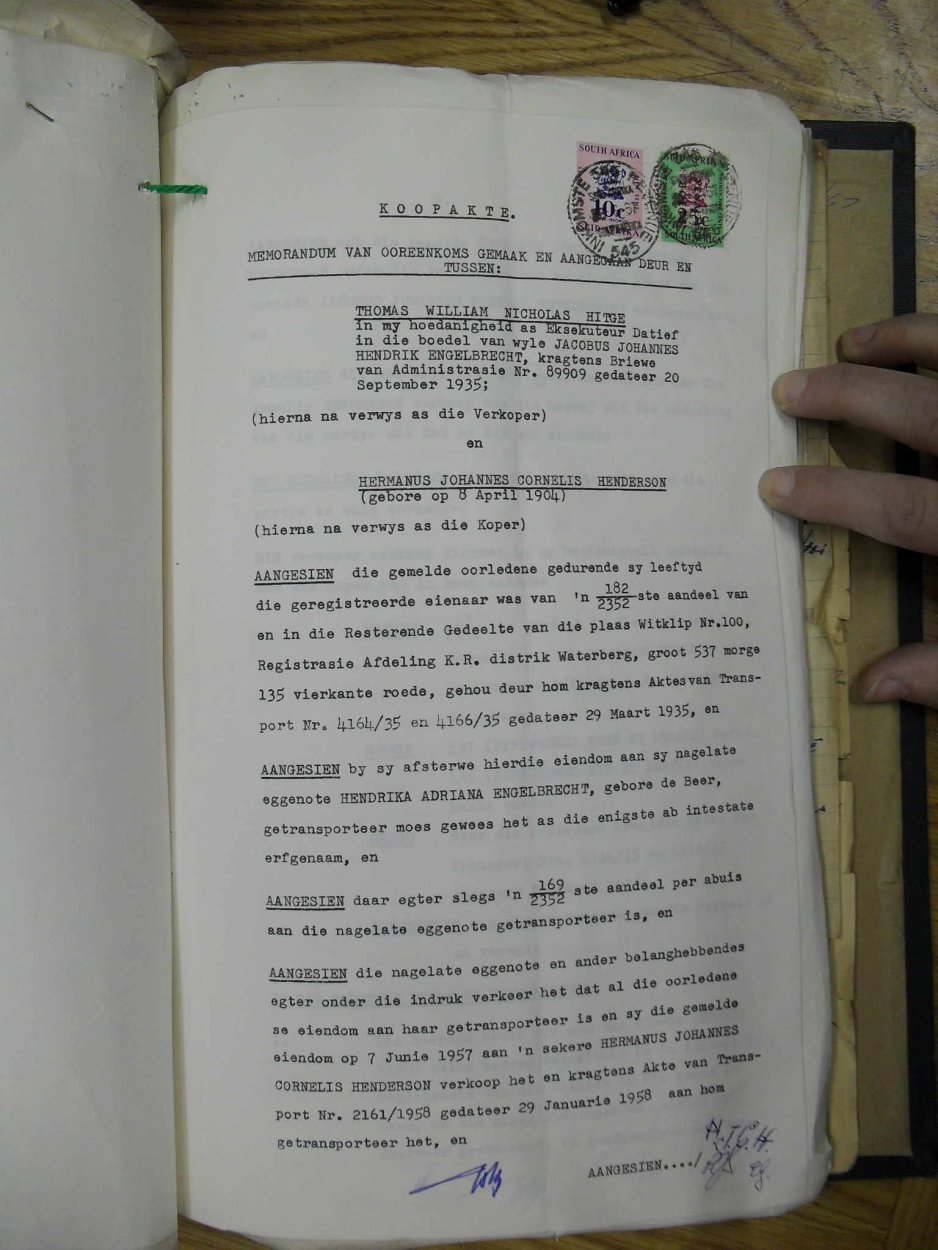 SOUTH AFRICA
10c
SUID-AFRIKA
INKOMSTE
545
SUID-AFRIKA
25c
SOUTH AFRICA
KOOPAKTE.
MEMORANDUM VAN OOREENKOMS GEMAAK EN AANGEGAAN DEUR EN
TUSSEN:
THOMAS WILLIAM NICHOLAS HITGE
In my hoedanigheid as Eksekuteur Datief
in die boedel van wyle JACOBUS JOHANNES
HENDRIK ENGELBRECHT, kragtens Briewe
van Administrasie Nr. 89909 gedateer 20
September 1935;
(hierna na verwys as die Verkoper)
en
HERMANUS JOHANNES CORNELIS HENDERSON
(gebore op 8 April 1904)
(hierna na verwys as die Koper)
AANGESIEN die gemelde oorledene gedurende sy leeftyd
die geregistreerde eienaar was van 'n 182/2352 ste aandeel van
en in die Resterende Gedeelte van die plaas Witklip Nr.100,
Registrasie Afdeling K.R. distrik Waterberg, groot 537 morge
135 vierkante roede, gehou deur hom kragtens Aktes van Trans-
port Nr. 4164/35 en 4166/35 gedateer 29 Maart 1935, en
AANGESIEN by sy afsterwe hierdie eiendom aan sy nagelate
eggenote HENDRIKA ADRIANA ENGELBRECHT, gebore de Beer,
getransporteer moes gewees het as die enigste ab intestate
erfgenaam, en
AANGESIEN daar egter slegs 'n 169/2352 ste aandeel per abuis
aan die nagelate eggenote getransporteer is, en
AANGESIEN die nagelate eggenote en ander belanghebbendes
egter onder die indruk verkeer het dat al die oorledene
se eiendom aan haar getransporteer is en sy die gemelde
eiendom op 7 Junie 1957 aan 'n sekere HERMANUS JOHANNES
CORNELIS HENDERSON verkoop het en kragtens Akte van Trans-
port Nr. 2161/1958 gedateer 29 Januarie 1958 aan hom
getransporteer het, en
AANGESIEN..../